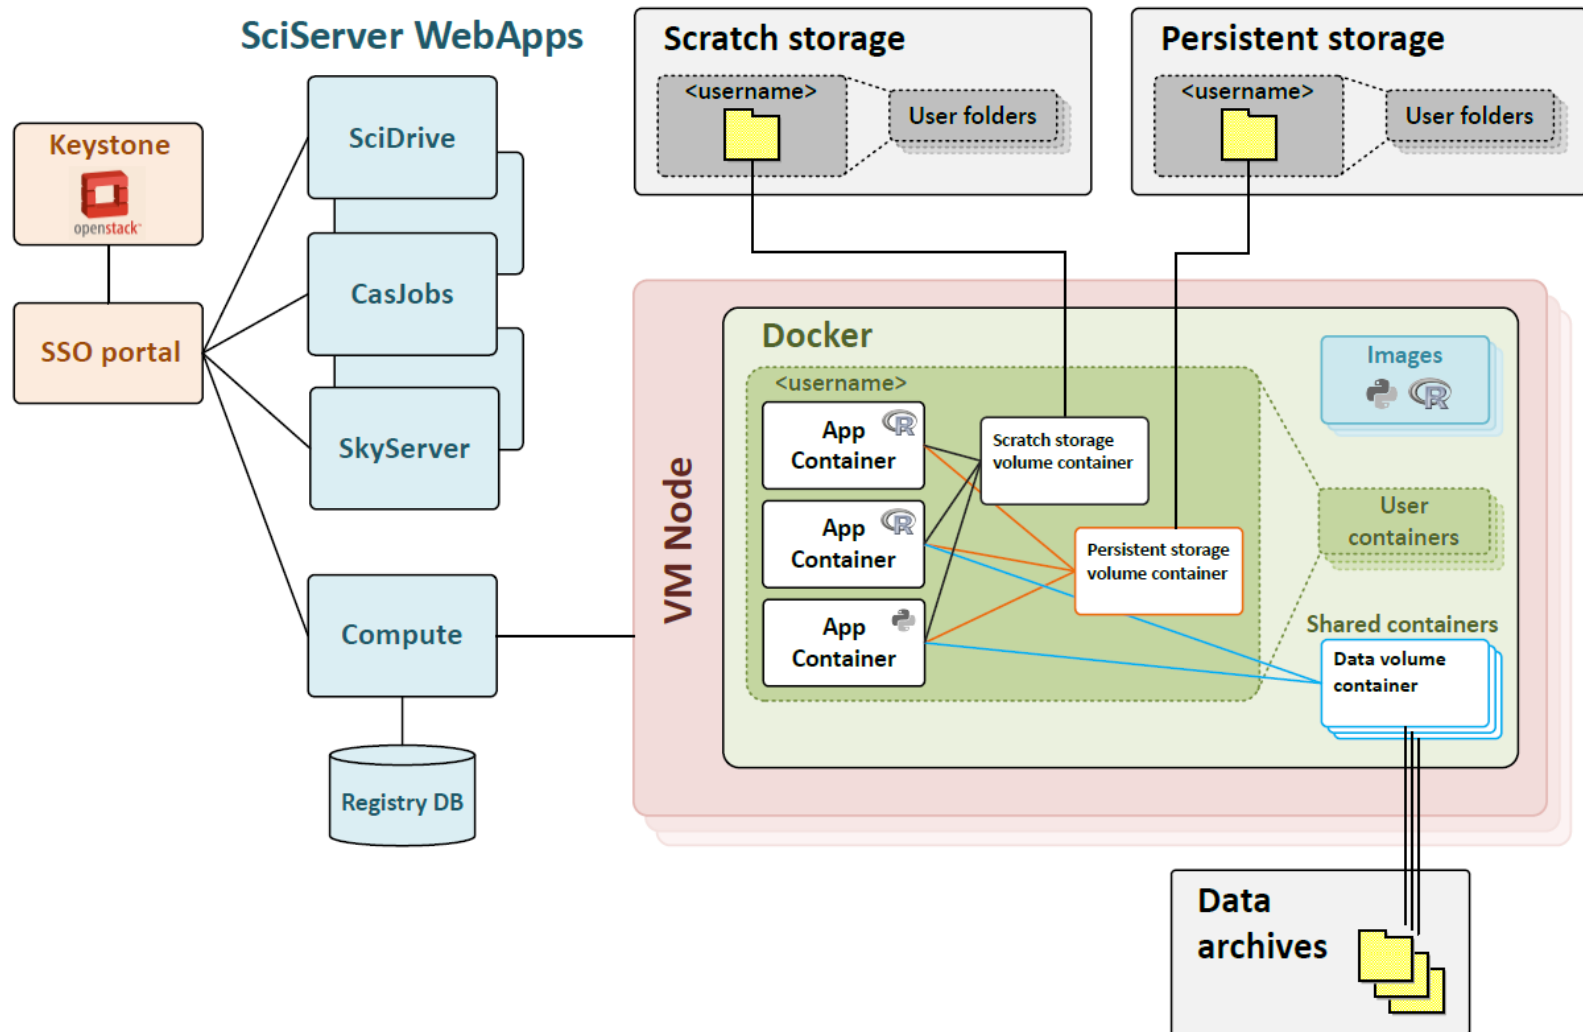 SciServer WebApps
Keystone
openstack™
SSO portal
SciDrive
CasJobs
SkyServer
Compute
Registry DB
Scratch storage
<username>
User folders
Persistent storage
<username>
User folders
VM Node
Docker
<username>
App
Container
R
App
Container
R
App
Container
Scratch storage
volume container
Persistent storage
volume container
Images
R
User
containers
Shared containers
Data volume
container
Data
archives